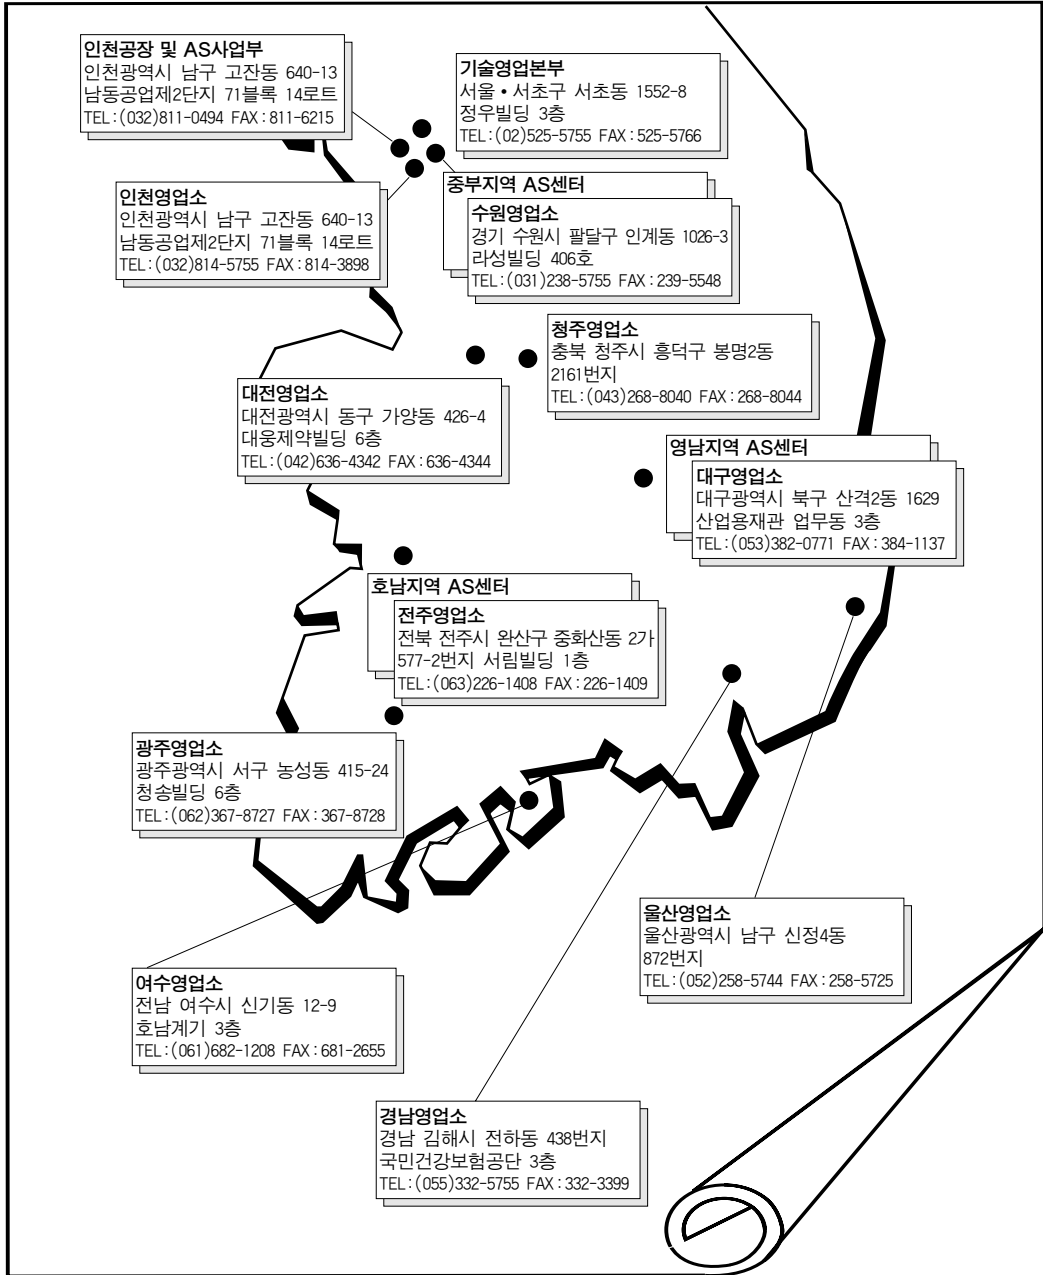 인천공장 및 AS사업부
인천광역시 남구 고잔동 640-13
남동공업제2단지 71블록 14로트
TEL:(032)811-0494 FAX:811-6215
기술영업본부
서울 • 서초구 서초동 1552-8
정우빌딩 3층
TEL:(02)525-5755 FAX:525-5766
인천영업소
인천광역시 남구 고잔동 640-13
남동공업제2단지 71블록 14로트
TEL:(032)814-5755 FAX:814-3898
중부지역 AS센터
수원영업소
경기 수원시 팔달구 인계동 1026-3
라성빌딩 406호
TEL:(031)238-5755 FAX:239-5548
청주영업소
충북 청주시 흥덕구 봉명2동
2161번지
TEL:(043)268-8040 FAX:268-8044
대전영업소
대전광역시 동구 가양동 426-4
대웅제약빌딩 6층
TEL:(042)636-4342 FAX:636-4344
영남지역 AS센터
대구영업소
대구광역시 북구 산격2동 1629
산업용재관 업무동 3층
TEL:(053)382-0771 FAX:384-1137
호남지역 AS센터
전주영업소
전북 전주시 완산구 중화산동 2가
577-2번지 서림빌딩 1층
TEL:(063)226-1408 FAX:226-1409
광주영업소
광주광역시 서구 농성동 415-24
청송빌딩 6층
TEL:(062)367-8727 FAX:367-8728
울산영업소
울산광역시 남구 신정4동
872번지
TEL:(052)258-5744 FAX:258-5725
여수영업소
전남 여수시 신기동 12-9
호남계기 3층
TEL:(061)682-1208 FAX:681-2655
경남영업소
경남 김해시 전하동 438번지
국민건강보험공단 3층
TEL:(055)332-5755 FAX:332-3399